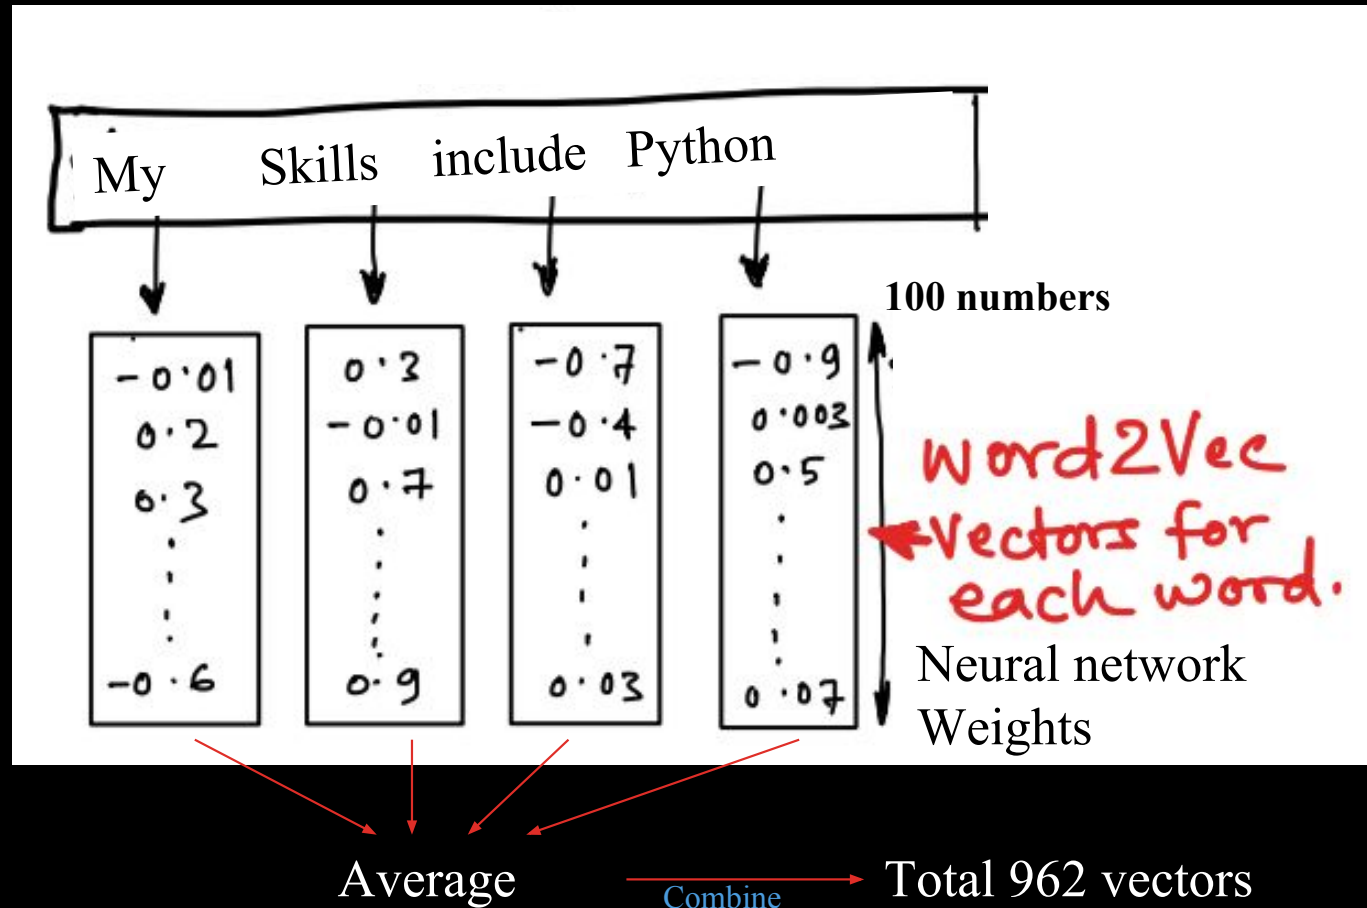 My Skills include Python
100 numbers
-0.01 0.3 -0.7 -0.9
0.2 -0.01 -0.4 0.003
0.3 0.7 0.01 0.5
-0.6 0.9 0.03 0.07
word2Vec
Vectors for
each word.
Neural network
Weights
Average Combine Total 962 vectors